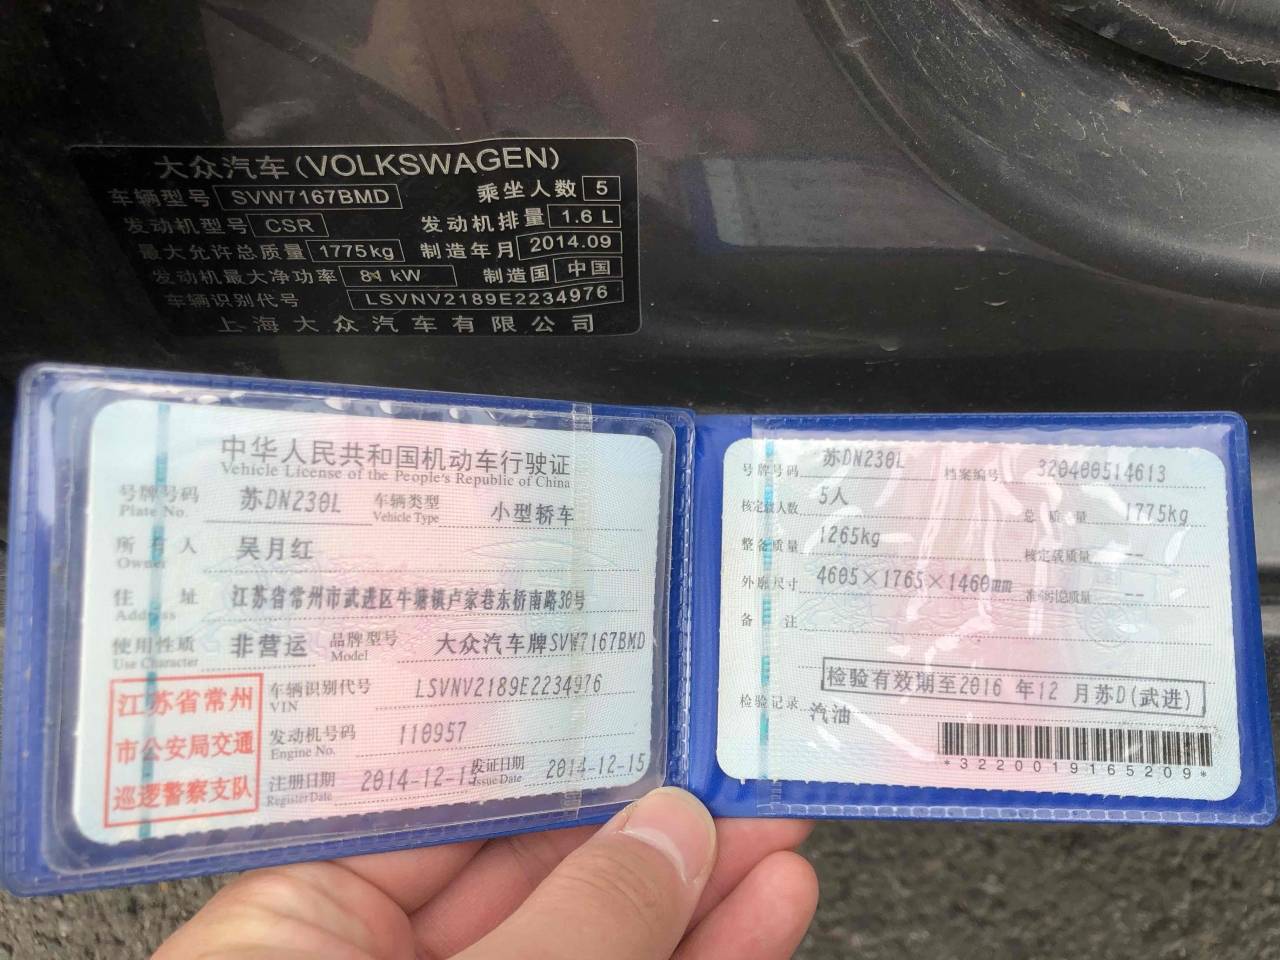 大众汽车(VOLKSWAGEN)
车辆型号 SVW7167BMD 乘坐人数 5
发动机型号 CSR 发动机排量 1.6 L
最大允许总质量 1775kg 制造年月 2014.09
发动机最大净功率 81 kW 制造国 中国
车辆识别代号 LSVNV2189E2234976
上海大众汽车有限公司
中华人民共和国机动车行驶证
Vehicle License of the People's Republic of China
号牌号码 苏DN230L 车辆类型 小型轿车
Plate No. Vehicle Type
所有人 吴月红
Owner
住址 江苏省常州市武进区牛塘镇卢家巷东桥南路30号
Address
使用性质 非营运 品牌型号 大众汽车牌SVW7167BMD
Use Character Model
江苏省常州
市公安局交通
巡逻警察支队
车辆识别代号 LSVNV2189E2234976
VIN
发动机号码 110957
Engine No.
注册日期 2014-12-15 发证日期 2014-12-15
Register Date Issue Date
号牌号码 苏DN230L 档案编号 320400514613
核定载人数 5人 总质量 1775kg
整备质量 1265kg 核定载质量 --
外廓尺寸 4605×1765×1460mm 准牵引总质量 --
备注
检验有效期至2016 年12 月苏D(武进)
检验记录 汽油
*3220019165209*